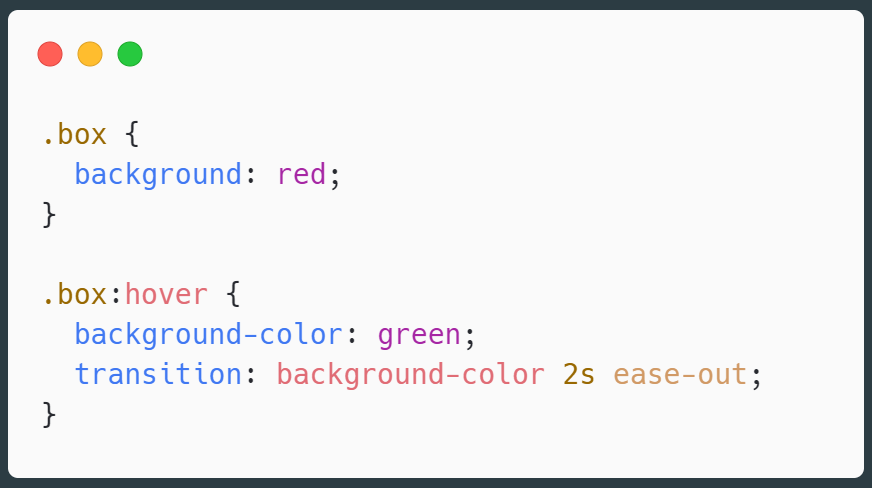 .box {
  background: red;
}

.box:hover {
  background-color: green;
  transition: background-color 2s ease-out;
}